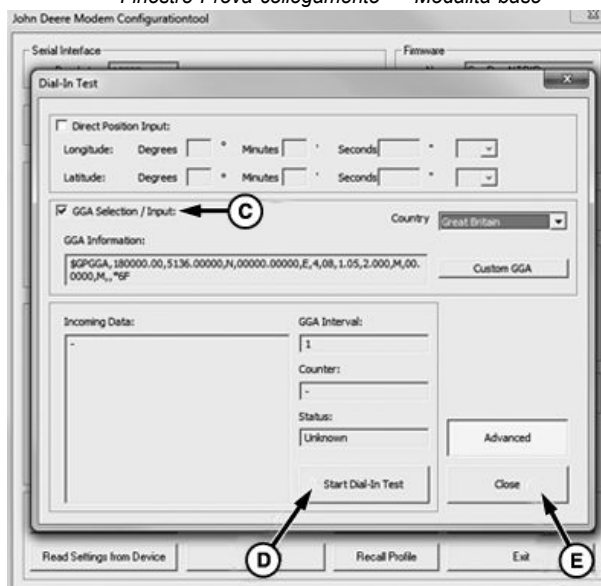 Finestre Prova collegamento — Modalità base
John Deere Modem Configurationtool
Serial Interface
Firmware
Dial-In Test
Direct Position Input:
Longitude: Degrees ° Minutes ' Seconds "
Latitude: Degrees ° Minutes ' Seconds "
GGA Selection / Input:
C
Country Great Britain
GGA Information:
$GPGGA,180000.00,5136.00000,N,00000.00000,E,4,08,1.05,2.000,M,00.
0000,M,,*6F
Custom GGA
Incoming Data:
-
GGA Interval:
1
Counter:
-
Status:
Unknown
Advanced
Start Dial-In Test
Close
D
E
Read Settings from Device
Recall Profile
Exit